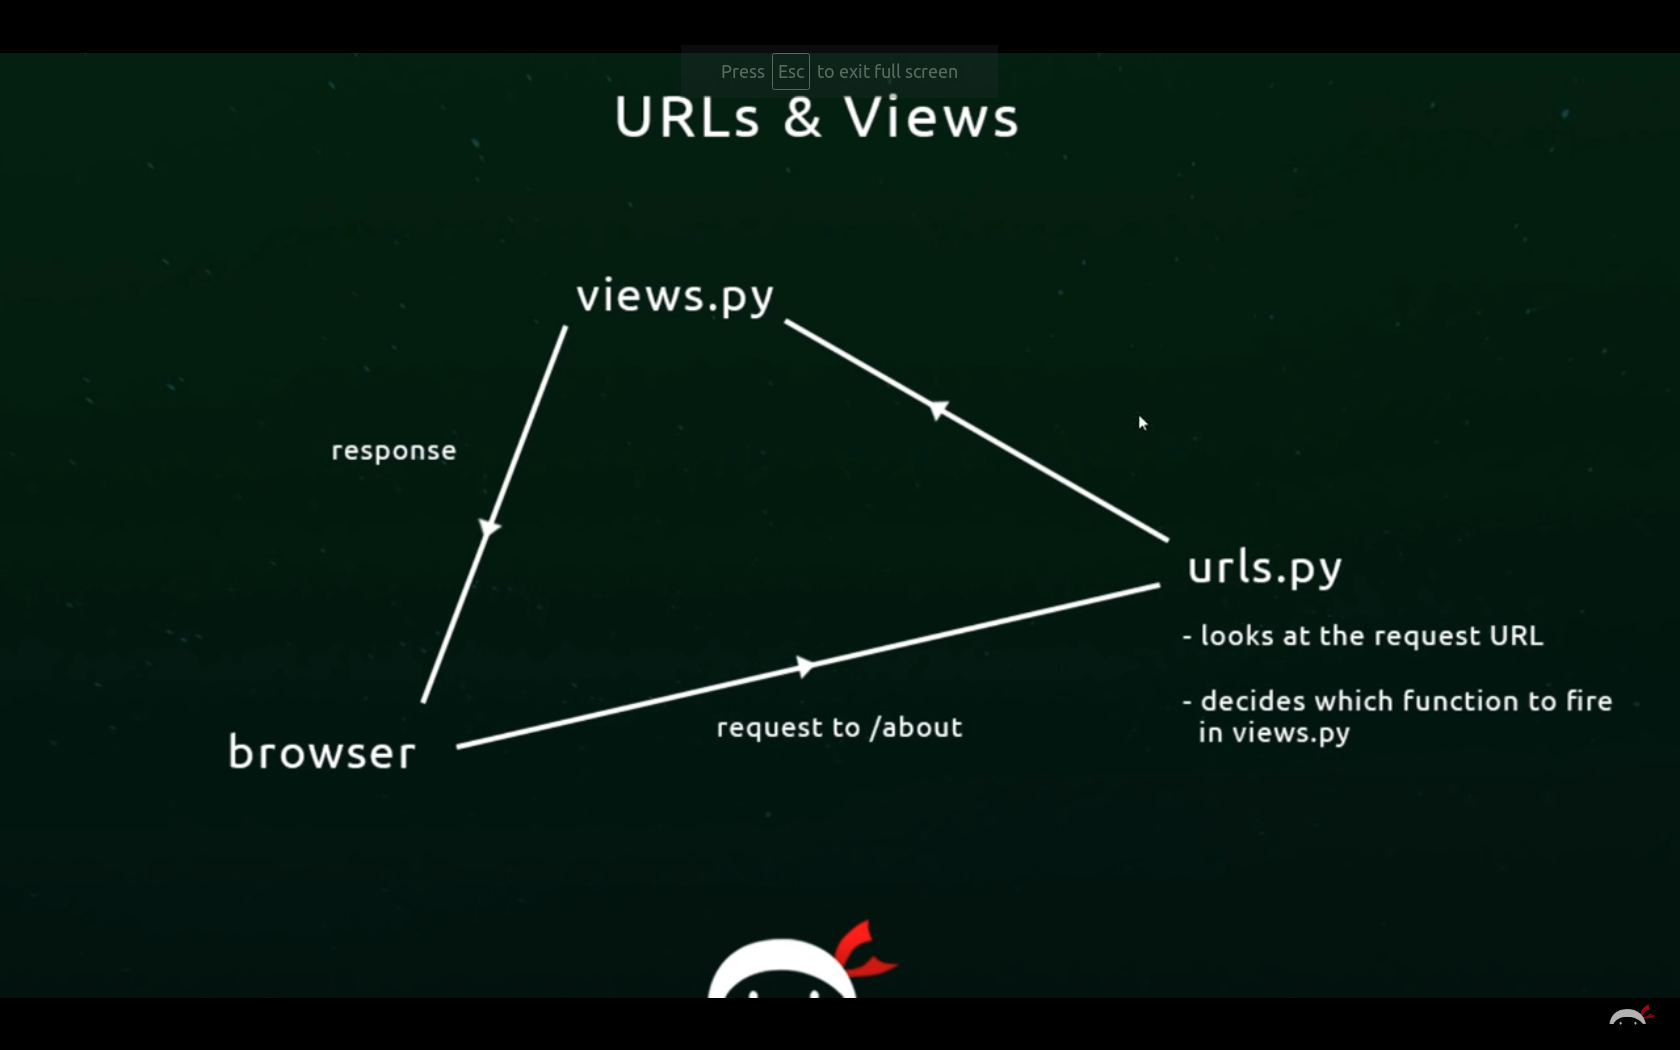 Press Esc to exit full screen
URLs & Views
views.py
response
urls.py
- looks at the request URL
- decides which function to fire
in views.py
request to /about
browser